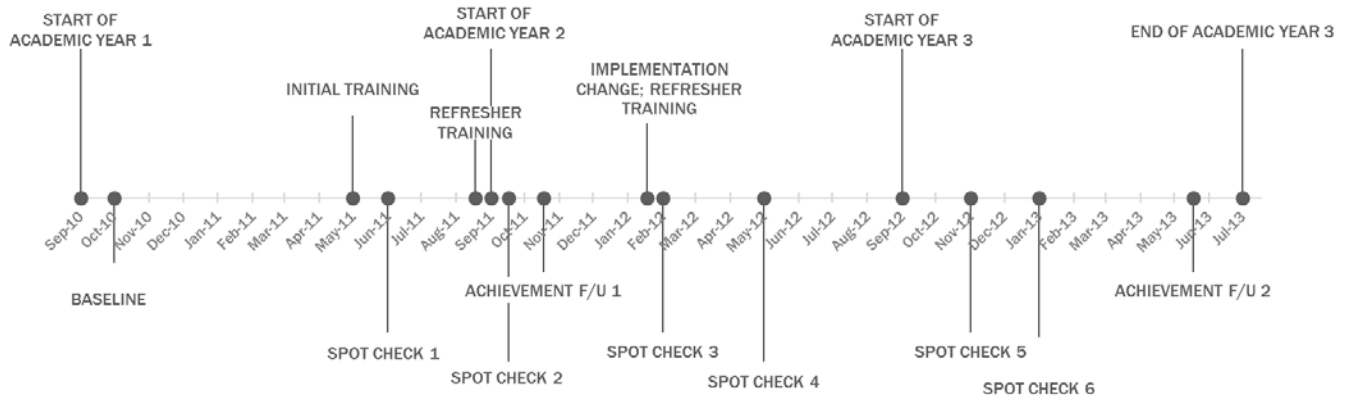 START OF
ACADEMIC YEAR 1
INITIAL TRAINING
REFRESHER
TRAINING
START OF
ACADEMIC YEAR 2
IMPLEMENTATION
CHANGE; REFRESHER
TRAINING
START OF
ACADEMIC YEAR 3
END OF ACADEMIC YEAR 3
Sep-10
Oct-10
Nov-10
Dec-10
Jan-11
Feb-11
Mar-11
Apr-11
May-11
Jun-11
Jul-11
Aug-11
Sep-11
Oct-11
Nov-11
Dec-11
Jan-12
Feb-12
Mar-12
Apr-12
May-12
Jun-12
Jul-12
Aug-12
Sep-12
Oct-12
Nov-12
Dec-12
Jan-13
Feb-13
Mar-13
Apr-13
May-13
Jun-13
Jul-13
BASELINE
SPOT CHECK 1
ACHIEVEMENT F/U 1
SPOT CHECK 2
SPOT CHECK 3
SPOT CHECK 4
SPOT CHECK 5
SPOT CHECK 6
ACHIEVEMENT F/U 2